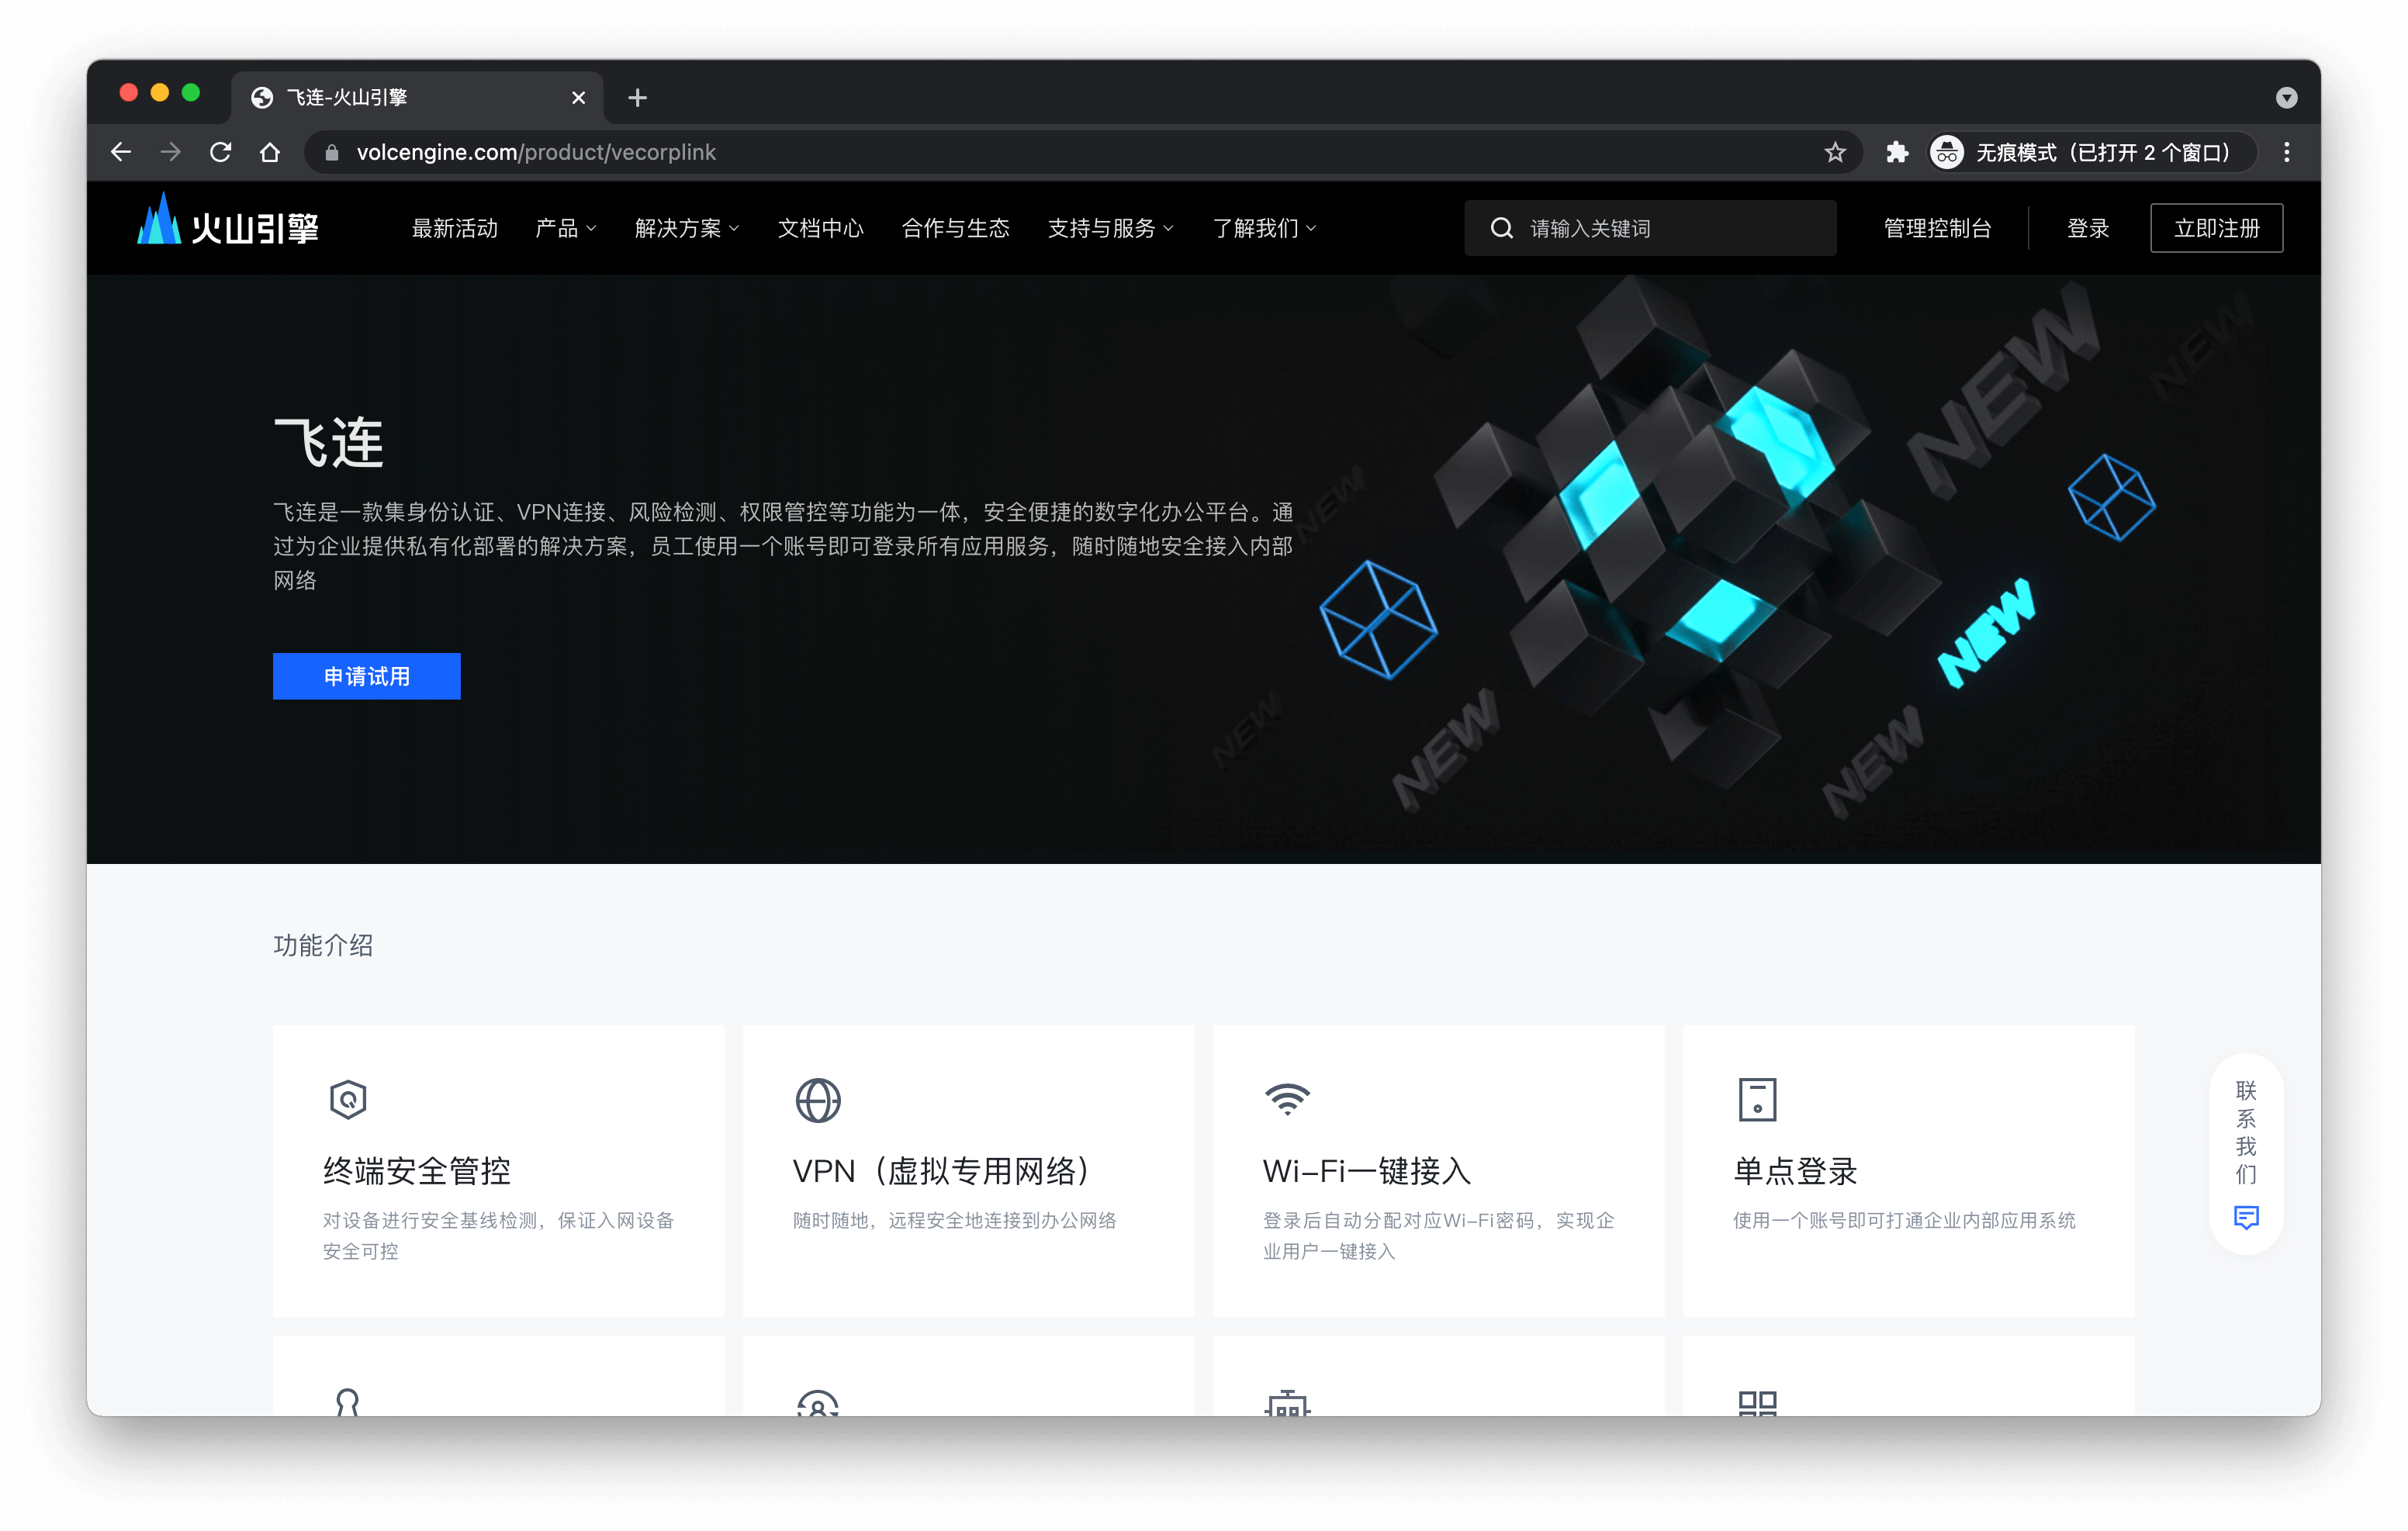 飞连-火山引擎
volcengine.com/product/vecorplink
无痕模式（已打开 2 个窗口）
火山引擎
最新活动 产品 解决方案 文档中心 合作与生态 支持与服务 了解我们 请输入关键词 管理控制台 登录 立即注册
飞连
飞连是一款集身份认证、VPN连接、风险检测、权限管控等功能为一体，安全便捷的数字化办公平台。通
过为企业提供私有化部署的解决方案，员工使用一个账号即可登录所有应用服务，随时随地安全接入内部
网络
申请试用
NEW
NEW
NEW
NEW
NEW
NEW
NEW
功能介绍
终端安全管控
对设备进行安全基线检测，保证入网设备
安全可控
VPN（虚拟专用网络）
随时随地，远程安全地连接到办公网络
Wi-Fi一键接入
登录后自动分配对应Wi-Fi密码，实现企
业用户一键接入
单点登录
使用一个账号即可打通企业内部应用系统
联
系
我
们